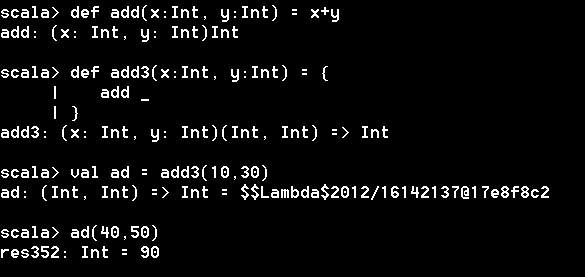 scala> def add(x:Int, y:Int) = x+y
add: (x: Int, y: Int)Int
scala> def add3(x:Int, y:Int) = {
     |    add _
     | }
add3: (x: Int, y: Int)(Int, Int) => Int
scala> val ad = add3(10,30)
ad: (Int, Int) => Int = $$Lambda$2012/16142137@17e8f8c2
scala> ad(40,50)
res352: Int = 90